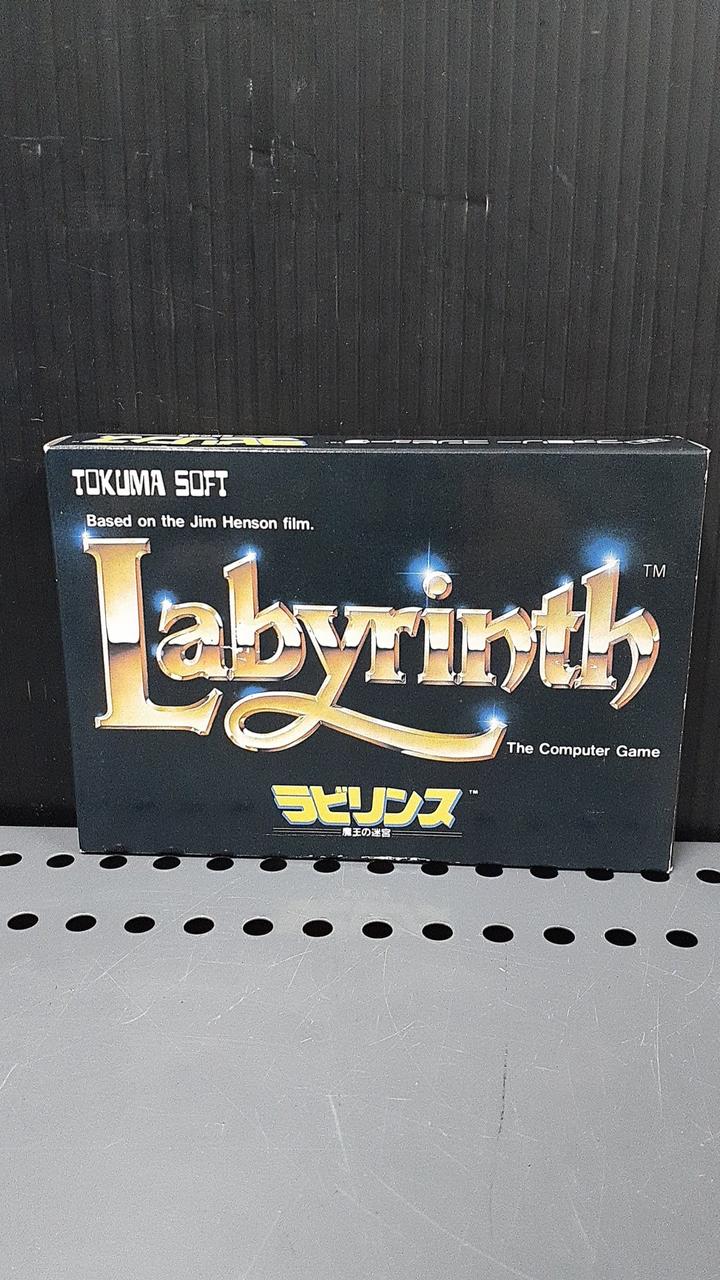 TOKUMA SOFT
Based on the Jim Henson film.
Labyrinth TM
The Computer Game
ラビリンス ™
魔王の迷宮